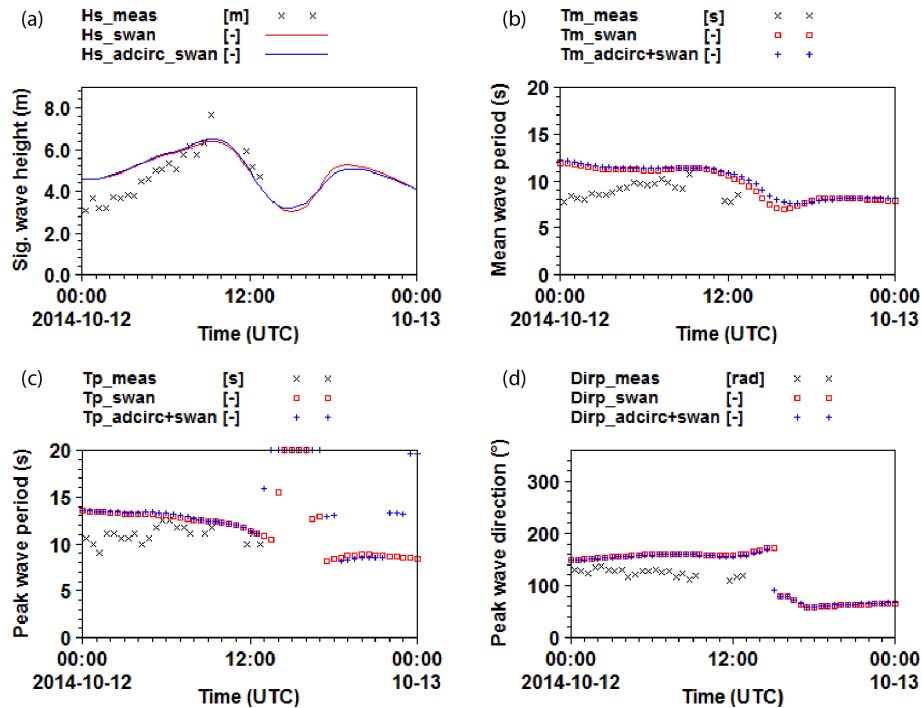 (a)
Hs_meas [m]
Hs_swan [-]
Hs_adcirc_swan [-]
Sig. wave height (m)
8.0
6.0
4.0
2.0
0.0
00:00 12:00 00:00
2014-10-12 10-13
Time (UTC)
(b)
Tm_meas [s]
Tm_swan [-]
Tm_adcirc+swan [-]
Mean wave period (s)
20
15
10
5
0
00:00 12:00 00:00
2014-10-12 10-13
Time (UTC)
(c)
Tp_meas [s]
Tp_swan [-]
Tp_adcirc+swan [-]
Peak wave period (s)
20
15
10
5
0
00:00 12:00 00:00
2014-10-12 10-13
Time (UTC)
(d)
Dirp_meas [rad]
Dirp_swan [-]
Dirp_adcirc+swan [-]
Peak wave direction (°)
300
200
100
0
00:00 12:00 00:00
2014-10-12 10-13
Time (UTC)